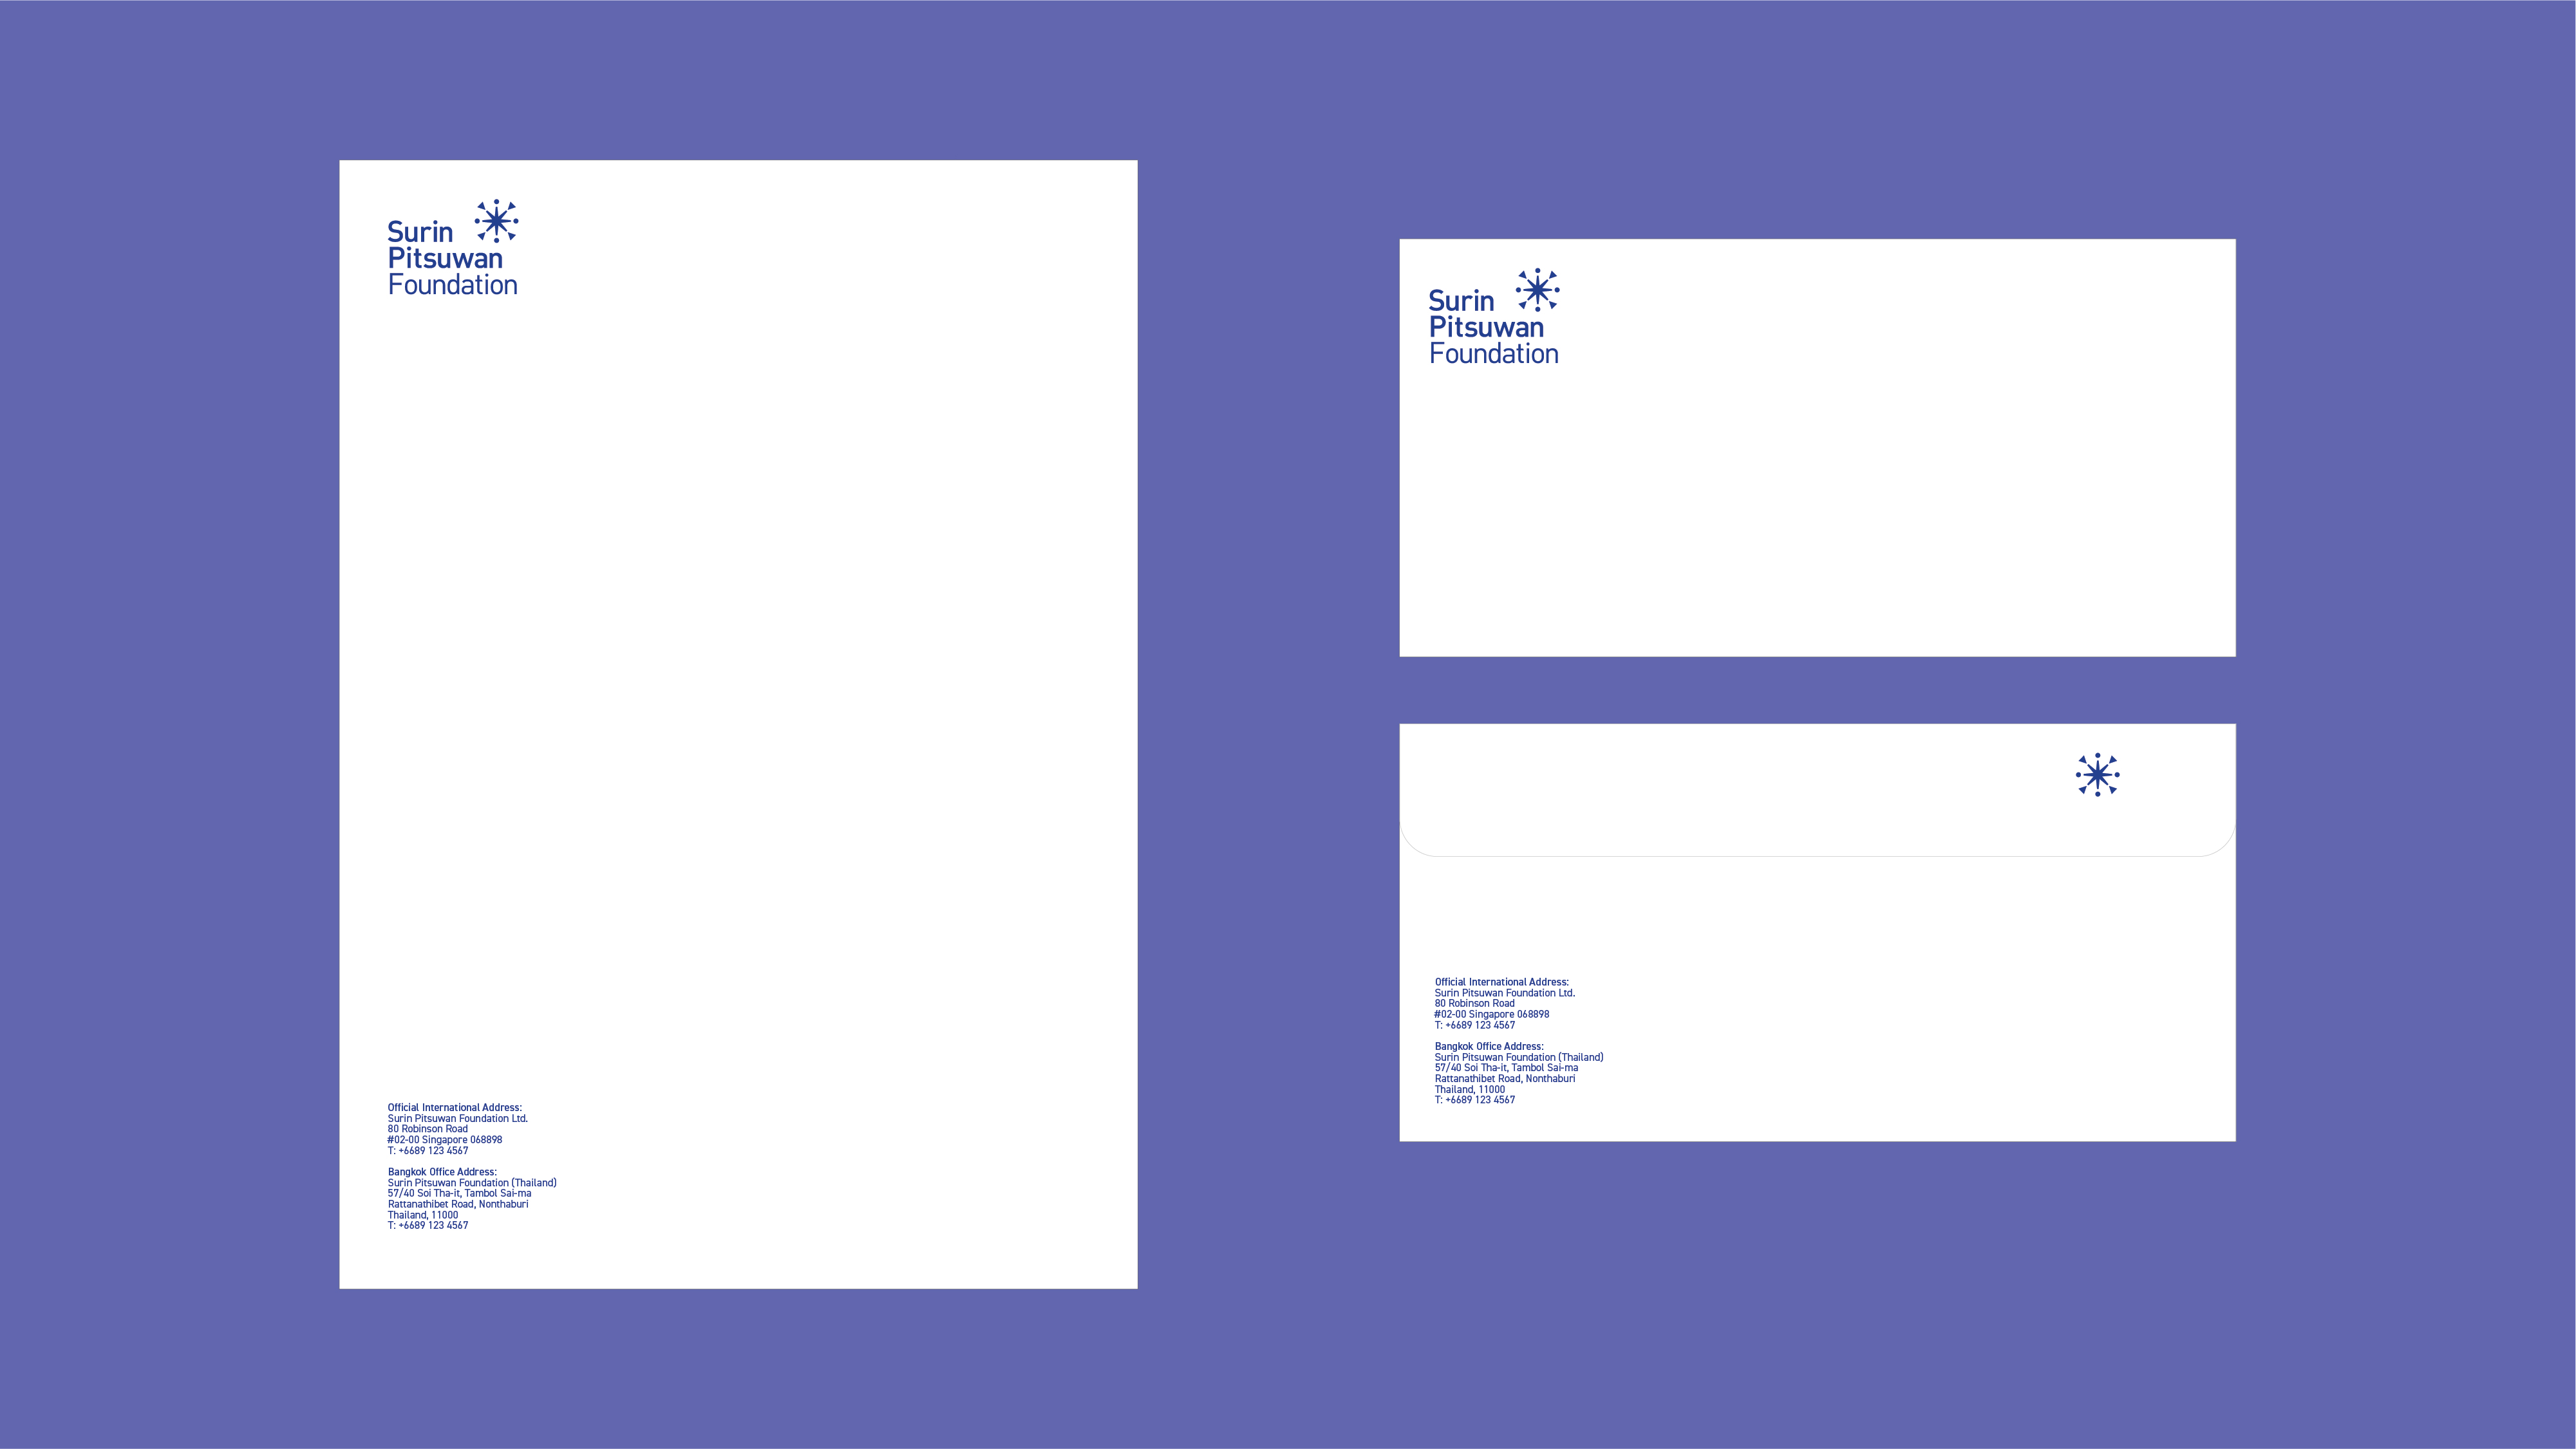 Surin
Pitsuwan
Foundation
Official International Address:
Surin Pitsuwan Foundation Ltd.
80 Robinson Road
#02-00 Singapore 068898
T: +6689 123 4567
Bangkok Office Address:
Surin Pitsuwan Foundation (Thailand)
57/40 Soi Tha-it, Tambol Sai-ma
Rattanathibet Road, Nonthaburi
Thailand, 11000
T: +6689 123 4567
Surin
Pitsuwan
Foundation
Official International Address:
Surin Pitsuwan Foundation Ltd.
80 Robinson Road
#02-00 Singapore 068898
T: +6689 123 4567
Bangkok Office Address:
Surin Pitsuwan Foundation (Thailand)
57/40 Soi Tha-it, Tambol Sai-ma
Rattanathibet Road, Nonthaburi
Thailand, 11000
T: +6689 123 4567